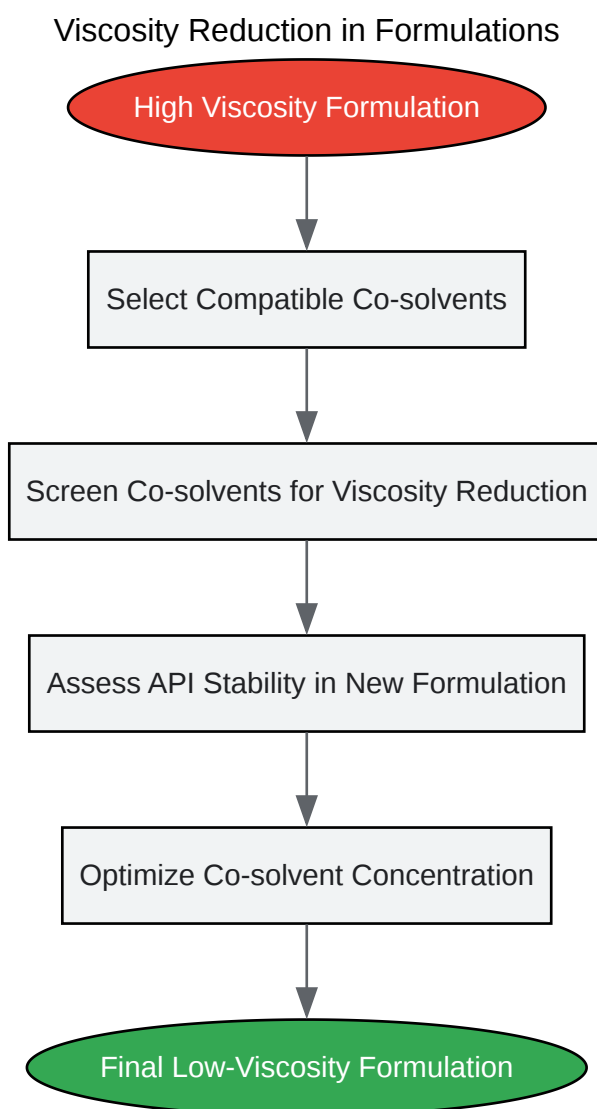 Viscosity Reduction in Formulations
High Viscosity Formulation
Select Compatible Co-solvents
Screen Co-solvents for Viscosity Reduction
Assess API Stability in New Formulation
Optimize Co-solvent Concentration
Final Low-Viscosity Formulation